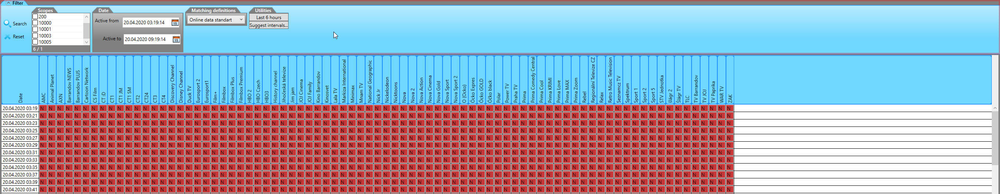 Filter
Search
Reset
Scopes
200
10000
10001
10003
10005
6 / 1
Date
Active from 20.04.2020 03:19:14 15
Active to 20.04.2020 09:19:14 15
Matching definitions
Online data standart
Utilities
Last 6 hours
Suggest intervals...
Date
AMC
Animal Planet
AXN
Barrandov NEWS
Barrandov PLUS
Cartoon Network
CS Film
CT :D
CT1
CT1 JM
CT1 SM
CT2
CT24
CT3
CT4
Discovery Channel
Disney Channel
Duck TV
Eurosport 2
Eurosport1
Film+
Filmbox
Filmbox Plus
Filmbox Premium
HBO 2
HBO Czech
HBO3
History channel
Jihočeská televize
Jim jam
JOJ Cinema
JOJ Family
Kino Barrandov
Kinosvet
Lala TV
Markiza International
Minimax
Mnam TV
National Geographic
Nick Jr
Nickelodeon
Nicktoons
Nova
Nova 2
Nova Action
Nova Cinema
Nova Gold
Nova Sport
Nova Sport 2
O (Ocko)
Óčko Expres
Óčko GOLD
Óčko black
Polar
Power TV
Praha TV
Prima
Prima Comedy Central
Prima Cool
Prima KRIMI
Prima Love
Prima MAX
Prima Zoom
Rebel
Regionální Televize CZ
Relax
Retro Music Television
Seznamcz TV
Spektrum
Sport 1
Sport 2
Sport 5
STV Jednotka
šlágr 2
Šlágr TV
TLC
TV Barrandov
TV JOJ
TV Paprika
WAR TV
ZAK
20.04.2020 03:19 N N N N N N N N N N N N N N N N N N N N N N N N N N N N N N N N N N N N N N N N N N N N N N N N N N N N N N N N N N N N N N N N N N N N N N N N N N N N N N N N N
20.04.2020 03:21 N N N N N N N N N N N N N N N N N N N N N N N N N N N N N N N N N N N N N N N N N N N N N N N N N N N N N N N N N N N N N N N N N N N N N N N N N N N N N N N N N
20.04.2020 03:23 N N N N N N N N N N N N N N N N N N N N N N N N N N N N N N N N N N N N N N N N N N N N N N N N N N N N N N N N N N N N N N N N N N N N N N N N N N N N N N N N N
20.04.2020 03:25 N N N N N N N N N N N N N N N N N N N N N N N N N N N N N N N N N N N N N N N N N N N N N N N N N N N N N N N N N N N N N N N N N N N N N N N N N N N N N N N N N
20.04.2020 03:27 N N N N N N N N N N N N N N N N N N N N N N N N N N N N N N N N N N N N N N N N N N N N N N N N N N N N N N N N N N N N N N N N N N N N N N N N N N N N N N N N N
20.04.2020 03:29 N N N N N N N N N N N N N N N N N N N N N N N N N N N N N N N N N N N N N N N N N N N N N N N N N N N N N N N N N N N N N N N N N N N N N N N N N N N N N N N N N
20.04.2020 03:31 N N N N N N N N N N N N N N N N N N N N N N N N N N N N N N N N N N N N N N N N N N N N N N N N N N N N N N N N N N N N N N N N N N N N N N N N N N N N N N N N N
20.04.2020 03:33 N N N N N N N N N N N N N N N N N N N N N N N N N N N N N N N N N N N N N N N N N N N N N N N N N N N N N N N N N N N N N N N N N N N N N N N N N N N N N N N N N
20.04.2020 03:35 N N N N N N N N N N N N N N N N N N N N N N N N N N N N N N N N N N N N N N N N N N N N N N N N N N N N N N N N N N N N N N N N N N N N N N N N N N N N N N N N N
20.04.2020 03:37 N N N N N N N N N N N N N N N N N N N N N N N N N N N N N N N N N N N N N N N N N N N N N N N N N N N N N N N N N N N N N N N N N N N N N N N N N N N N N N N N N
20.04.2020 03:39 N N N N N N N N N N N N N N N N N N N N N N N N N N N N N N N N N N N N N N N N N N N N N N N N N N N N N N N N N N N N N N N N N N N N N N N N N N N N N N N N N
20.04.2020 03:41 N N N N N N N N N N N N N N N N N N N N N N N N N N N N N N N N N N N N N N N N N N N N N N N N N N N N N N N N N N N N N N N N N N N N N N N N N N N N N N N N N